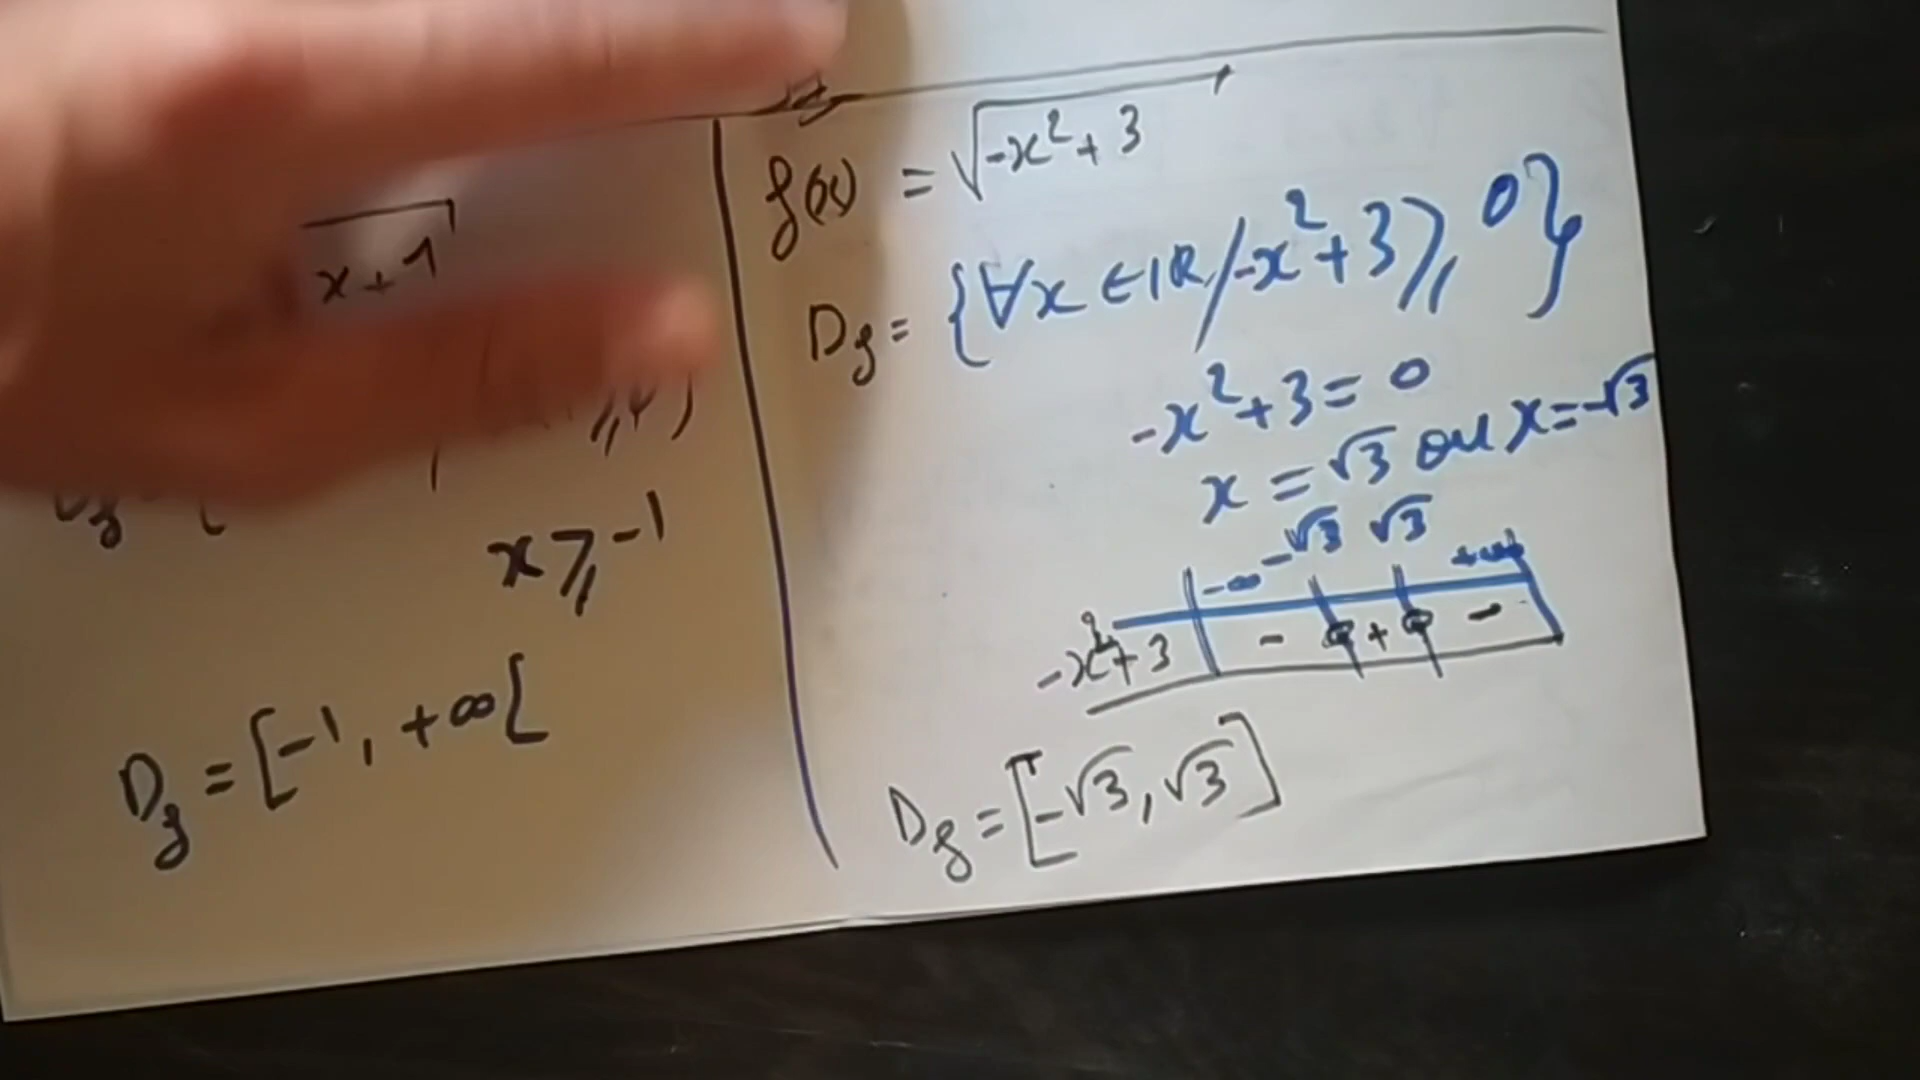 √x+1
x ⩾ -1
D_f = [-1, +∞[
f(x) = √-x²+3
D_f = {∀x ∈ ℝ / -x²+3 ⩾ 0}
-x²+3 = 0
x = √3 ou x = -√3
-∞ -√3 √3 +∞
-x²+3 - 0 + 0 -
D_f = [-√3, √3]